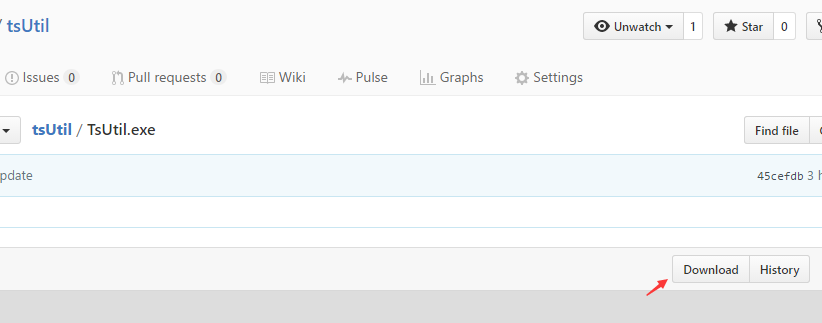 / tsUtil
Unwatch 1 Star 0
Issues 0 Pull requests 0 Wiki Pulse Graphs Settings
tsUtil / TsUtil.exe Find file
pdate 45cefdb 3 h
Download History